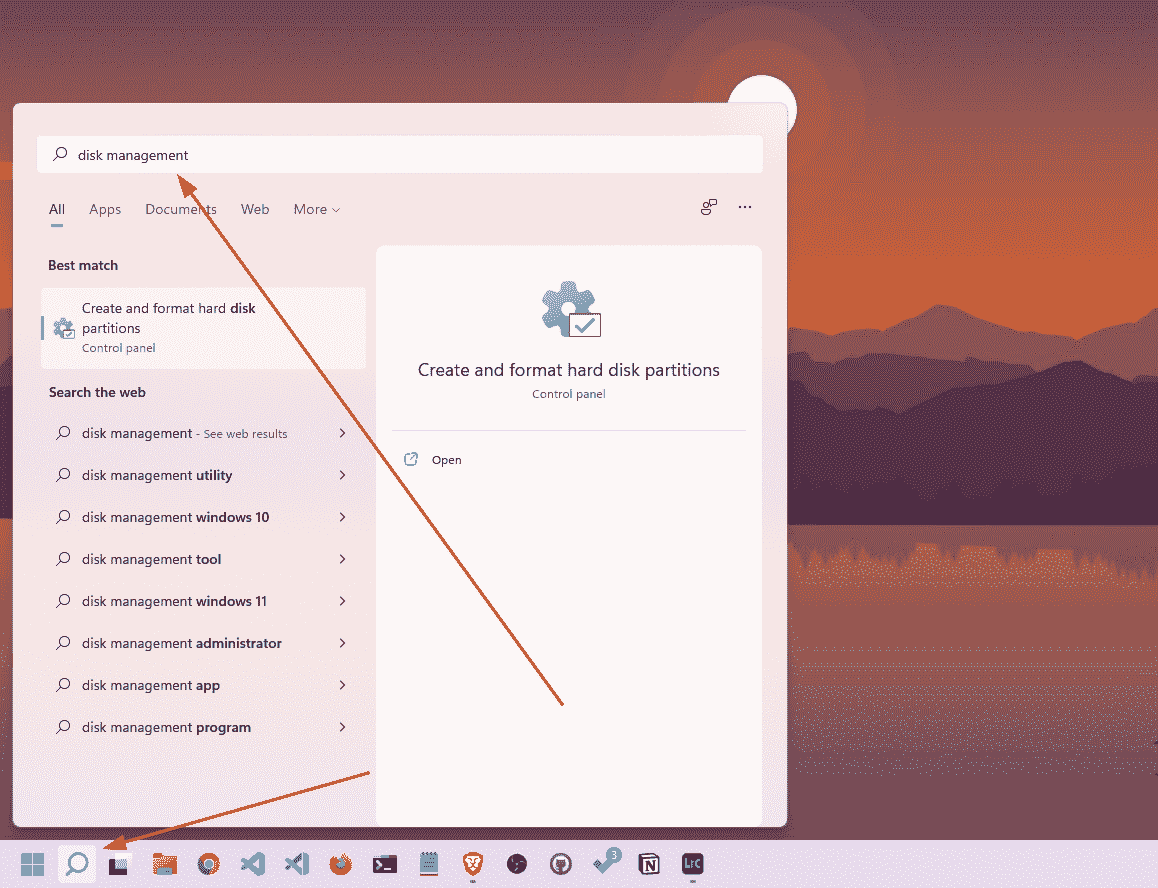 disk management
All Apps Documents Web More
Best match
Create and format hard disk
partitions
Control panel
Search the web
disk management - See web results
disk management utility
disk management windows 10
disk management tool
disk management windows 11
disk management administrator
disk management app
disk management program
Create and format hard disk partitions
Control panel
Open
3
N
LrC